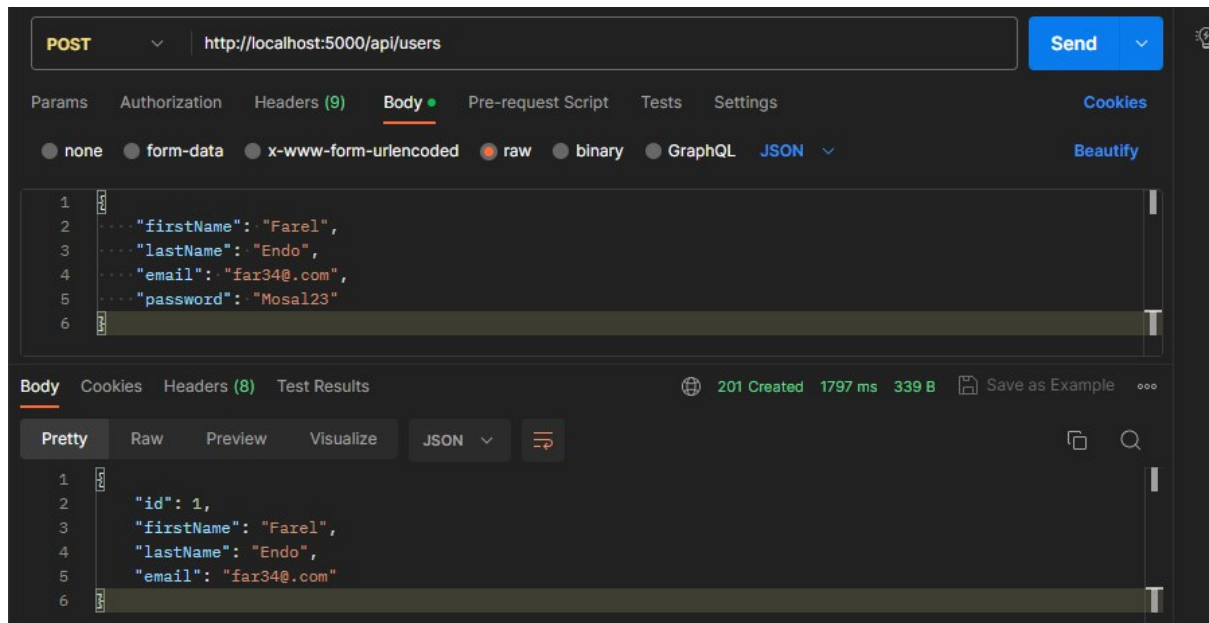 POST http://localhost:5000/api/users Send
Params Authorization Headers (9) Body Pre-request Script Tests Settings Cookies
none form-data x-www-form-urlencoded raw binary GraphQL JSON Beautify
1 {
2 ····"firstName":·"Farel",
3 ····"lastName":·"Endo",
4 ····"email":·"far34@.com",
5 ····"password":·"Mosal23"
6 }
Body Cookies Headers (8) Test Results 201 Created 1797 ms 339 B Save as Example
Pretty Raw Preview Visualize JSON
1 {
2 "id": 1,
3 "firstName": "Farel",
4 "lastName": "Endo",
5 "email": "far34@.com"
6 }